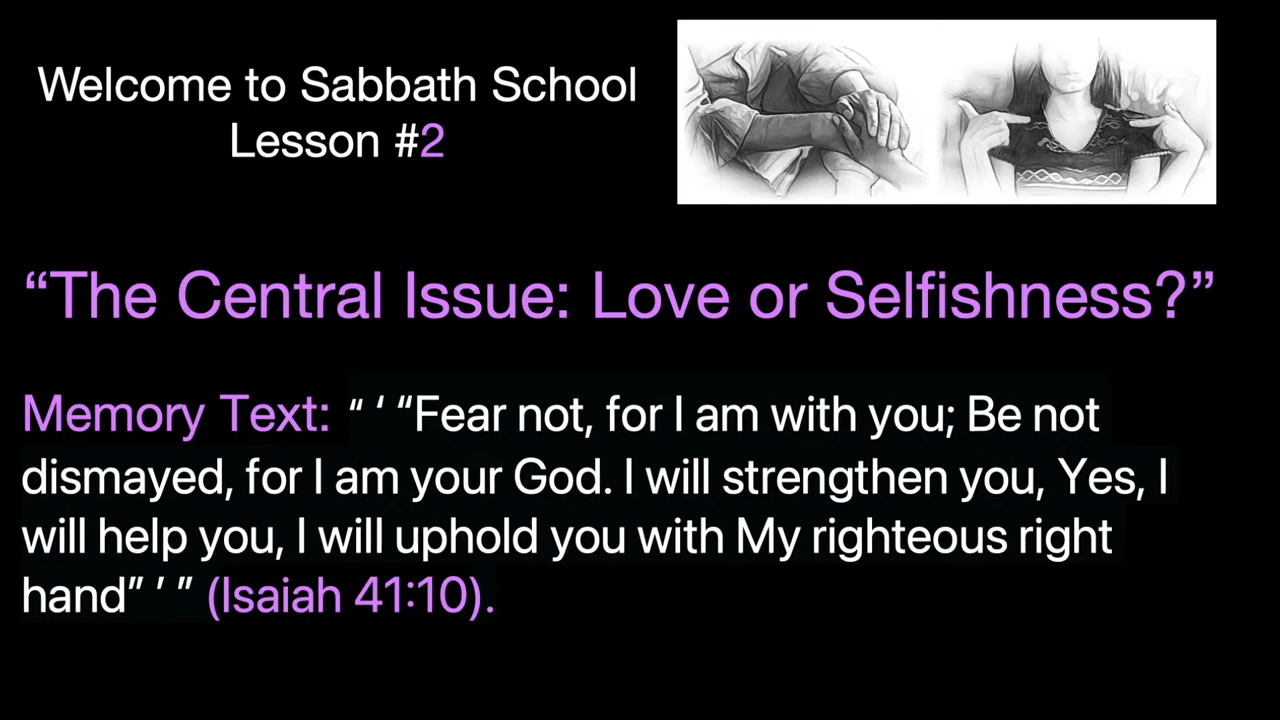 Welcome to Sabbath School
Lesson #2
“The Central Issue: Love or Selfishness?”
Memory Text: “ ‘ “Fear not, for I am with you; Be not
dismayed, for I am your God. I will strengthen you, Yes, I
will help you, I will uphold you with My righteous right
hand” ’ ” (Isaiah 41:10).